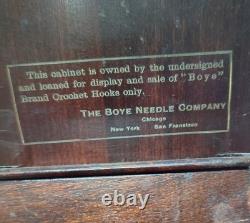 This cabinet is owned by the undersigned
and loaned for display and sale of "Boye"
Brand Crochet Hooks only.
THE BOYE NEEDLE COMPANY
Chicago
New York San Francisco
ebay